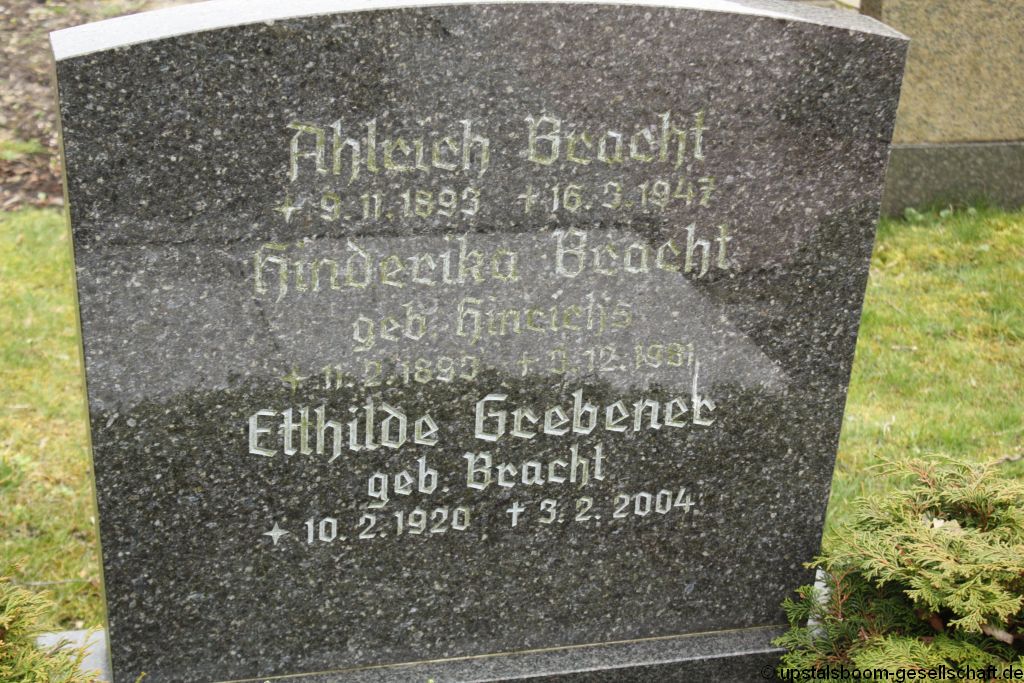 Ahlrich Bracht
9.11.1893 † 16.3.1947
Hinderika Bracht
geb. Hinrichs
11.2.1893 † 3.12.1981
Etthilde Grebener
geb. Bracht
10.2.1920 † 3.2.2004
© upstalsboom-gesellschaft.de